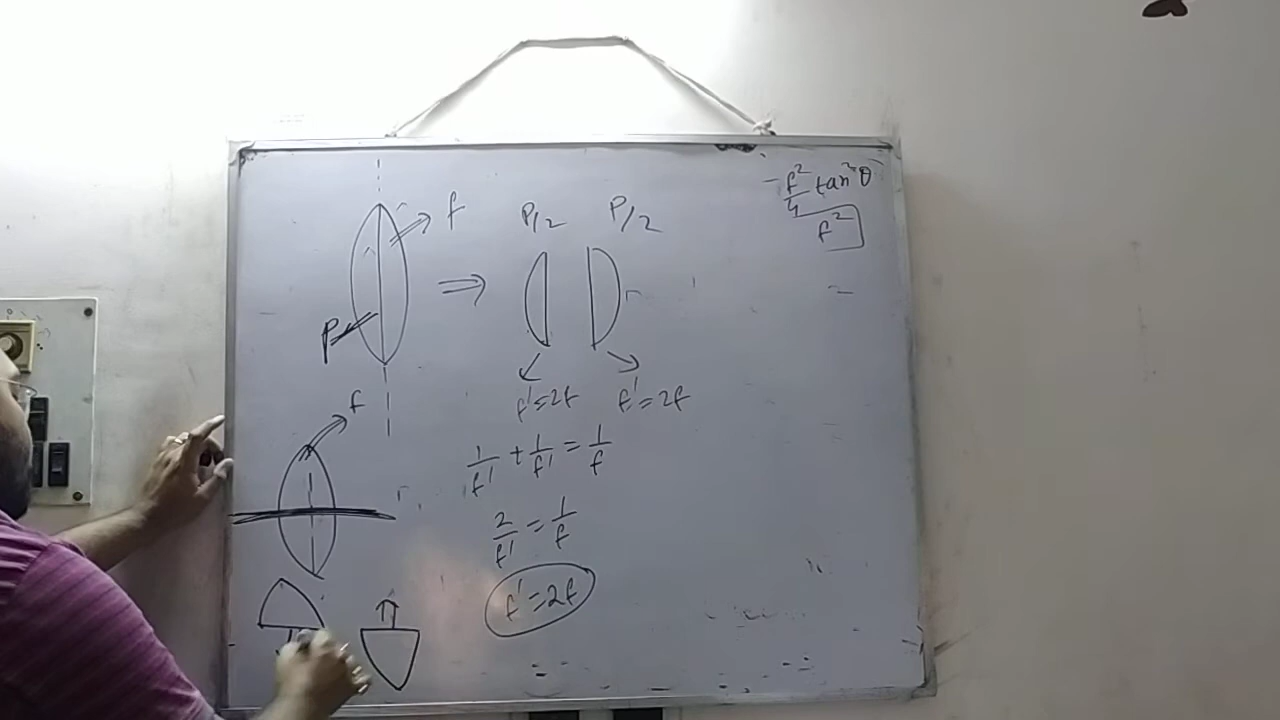 f
P
P/2 P/2
f' = 2f f' = 2f
1/f' + 1/f' = 1/f
2/f' = 1/f
f' = 2f
f
- f²/4 tan²θ
f²